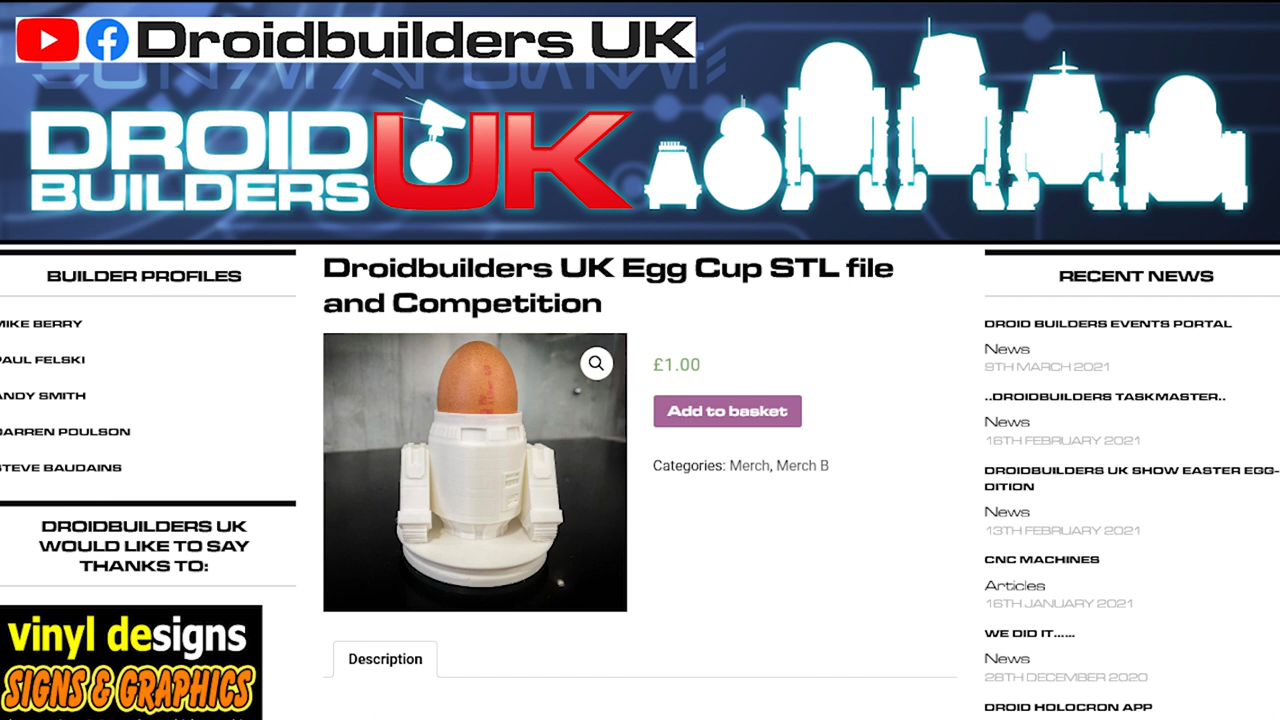 Droidbuilders UK
DROID
BUILDERS
UK
BUILDER PROFILES
MIKE BERRY
PAUL FELSKI
ANDY SMITH
DARREN POULSON
STEVE BAUDAINS
DROIDBUILDERS UK
WOULD LIKE TO SAY
THANKS TO:
vinyl designs
SIGNS & GRAPHICS
Droidbuilders UK Egg Cup STL file
and Competition
£1.00
Add to basket
Categories: Merch, Merch B
Description
RECENT NEWS
DROID BUILDERS EVENTS PORTAL
News
9TH MARCH 2021
..DROIDBUILDERS TASKMASTER..
News
16TH FEBRUARY 2021
DROIDBUILDERS UK SHOW EASTER EGG-
DITION
News
13TH FEBRUARY 2021
CNC MACHINES
Articles
16TH JANUARY 2021
WE DID IT......
News
28TH DECEMBER 2020
DROID HOLOCRON APP